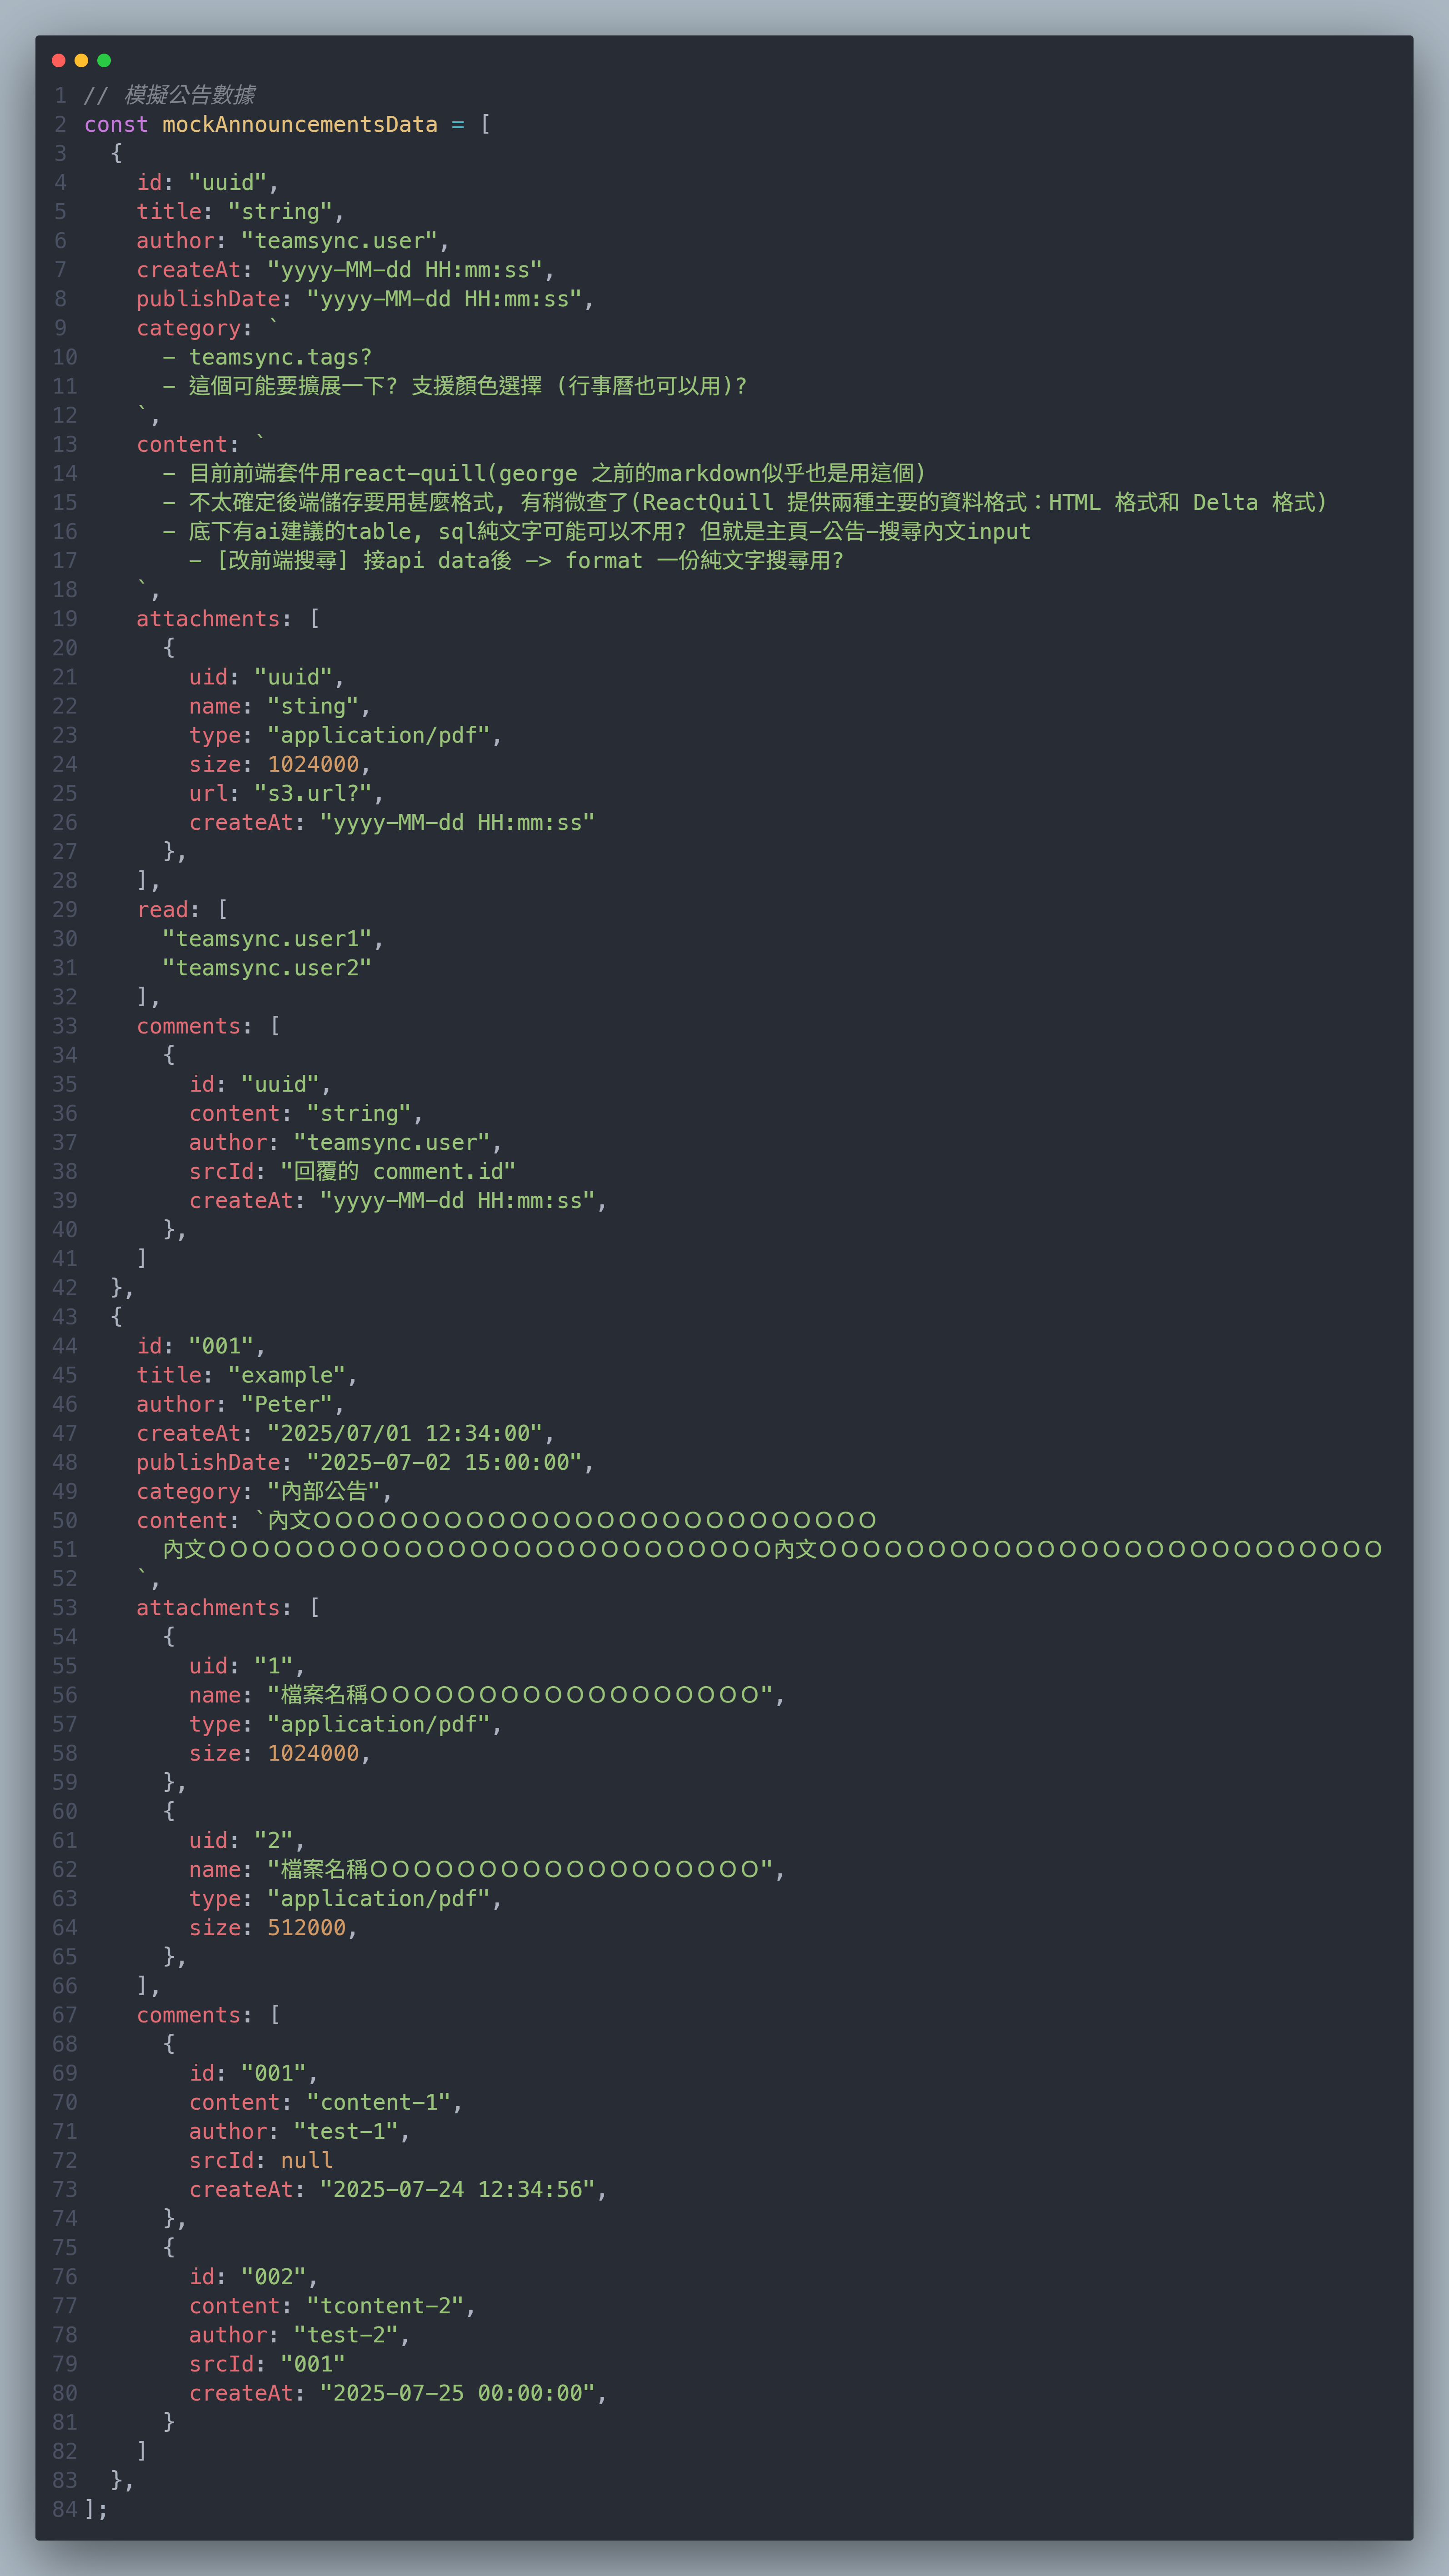 1 // 模擬公告數據
2 const mockAnnouncementsData = [
3   {
4     id: "uuid",
5     title: "string",
6     author: "teamsync.user",
7     createAt: "yyyy-MM-dd HH:mm:ss",
8     publishDate: "yyyy-MM-dd HH:mm:ss",
9     category: `
10       - teamsync.tags?
11       - 這個可能要擴展一下? 支援顏色選擇 (行事曆也可以用)?
12     `,
13     content: `
14       - 目前前端套件用react-quill(george 之前的markdown似乎也是用這個)
15       - 不太確定後端儲存要用甚麼格式, 有稍微查了(ReactQuill 提供兩種主要的資料格式：HTML 格式和 Delta 格式)
16       - 底下有ai建議的table, sql純文字可能可以不用? 但就是主頁-公告-搜尋內文input
17         - [改前端搜尋] 接api data後 -> format 一份純文字搜尋用?
18     `,
19     attachments: [
20       {
21         uid: "uuid",
22         name: "sting",
23         type: "application/pdf",
24         size: 1024000,
25         url: "s3.url?",
26         createAt: "yyyy-MM-dd HH:mm:ss"
27       },
28     ],
29     read: [
30       "teamsync.user1",
31       "teamsync.user2"
32     ],
33     comments: [
34       {
35         id: "uuid",
36         content: "string",
37         author: "teamsync.user",
38         srcId: "回覆的 comment.id"
39         createAt: "yyyy-MM-dd HH:mm:ss",
40       },
41     ]
42   },
43   {
44     id: "001",
45     title: "example",
46     author: "Peter",
47     createAt: "2025/07/01 12:34:00",
48     publishDate: "2025-07-02 15:00:00",
49     category: "內部公告",
50     content: `內文ＯＯＯＯＯＯＯＯＯＯＯＯＯＯＯＯＯＯＯＯＯＯＯＯＯＯ
51       內文ＯＯＯＯＯＯＯＯＯＯＯＯＯＯＯＯＯＯＯＯＯＯＯＯＯＯ內文ＯＯＯＯＯＯＯＯＯＯＯＯＯＯＯＯＯＯＯＯＯＯＯＯＯＯ
52     `,
53     attachments: [
54       {
55         uid: "1",
56         name: "檔案名稱ＯＯＯＯＯＯＯＯＯＯＯＯＯＯＯＯＯＯ",
57         type: "application/pdf",
58         size: 1024000,
59       },
60       {
61         uid: "2",
62         name: "檔案名稱ＯＯＯＯＯＯＯＯＯＯＯＯＯＯＯＯＯＯ",
63         type: "application/pdf",
64         size: 512000,
65       },
66     ],
67     comments: [
68       {
69         id: "001",
70         content: "content-1",
71         author: "test-1",
72         srcId: null
73         createAt: "2025-07-24 12:34:56",
74       },
75       {
76         id: "002",
77         content: "tcontent-2",
78         author: "test-2",
79         srcId: "001"
80         createAt: "2025-07-25 00:00:00",
81       }
82     ]
83   },
84 ];